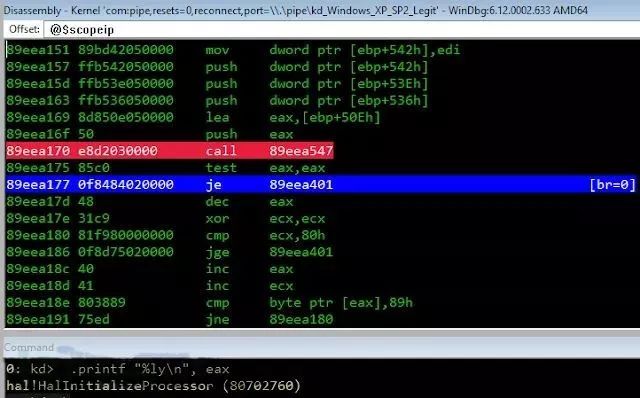 Disassembly - Kernel 'com:pipe,resets=0,reconnect,port=\\.\pipe\kd_Windows_XP_SP2_Legit' - WinDbg:6.12.0002.633 AMD64
Offset: @$scopeip
89eea151 89bd42050000 mov dword ptr [ebp+542h],edi
89eea157 ffb542050000 push dword ptr [ebp+542h]
89eea15d ffb53e050000 push dword ptr [ebp+53Eh]
89eea163 ffb536050000 push dword ptr [ebp+536h]
89eea169 8d850e050000 lea eax,[ebp+50Eh]
89eea16f 50 push eax
89eea170 e8d2030000 call 89eea547
89eea175 85c0 test eax,eax
89eea177 0f8484020000 je 89eea401 [br=0]
89eea17d 48 dec eax
89eea17e 31c9 xor ecx,ecx
89eea180 81f980000000 cmp ecx,80h
89eea186 0f8d75020000 jge 89eea401
89eea18c 40 inc eax
89eea18d 41 inc ecx
89eea18e 803889 cmp byte ptr [eax],89h
89eea191 75ed jne 89eea180
Command
0: kd> .printf "%ly\n", eax
hal!HalInitializeProcessor (80702760)